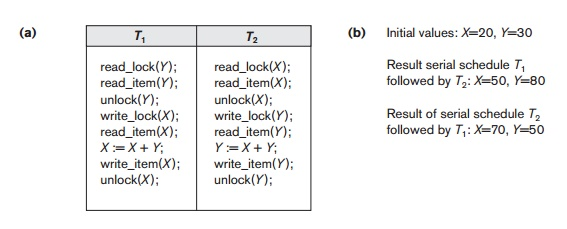 (a)
T1 T2
read_lock(Y); read_lock(X);
read_item(Y); read_item(X);
unlock(Y); unlock(X);
write_lock(X); write_lock(Y);
read_item(X); read_item(Y);
X := X + Y; Y := X + Y;
write_item(X); write_item(Y);
unlock(X); unlock(Y);
(b) Initial values: X=20, Y=30
Result serial schedule T1
followed by T2: X=50, Y=80
Result of serial schedule T2
followed by T1: X=70, Y=50